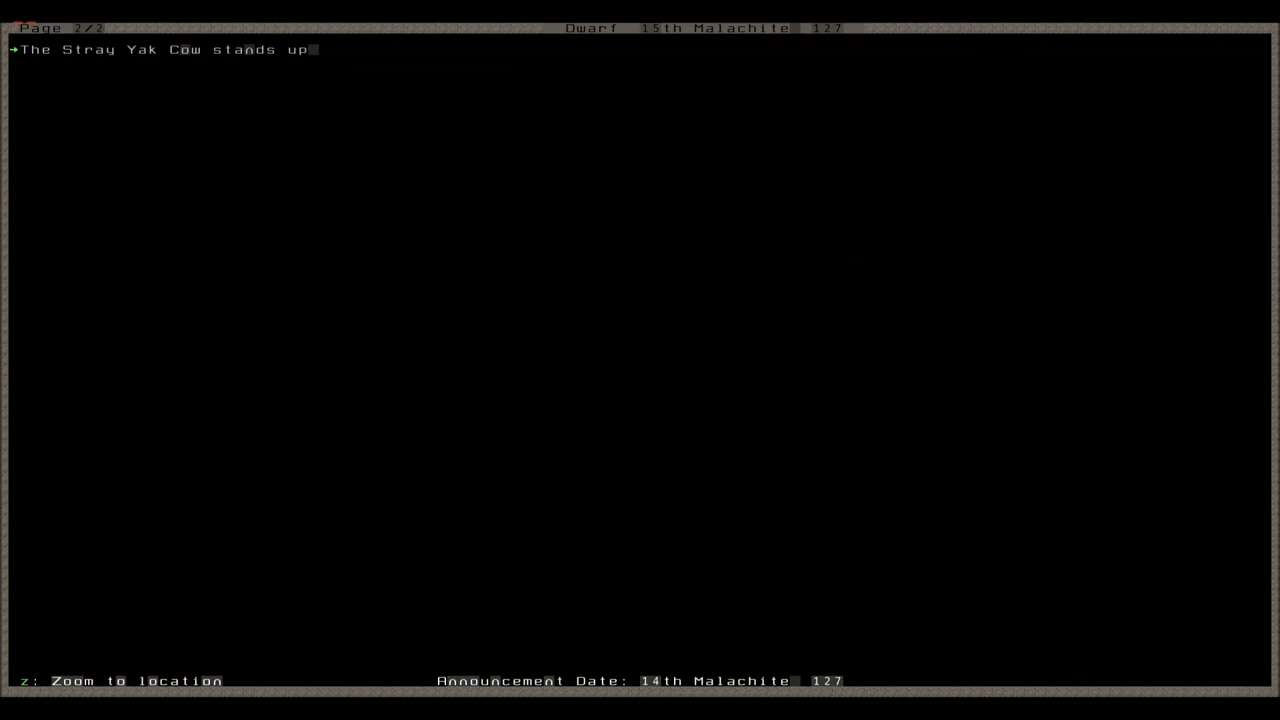 Page 2/2 Dwarf 15th Malachite 127
The Stray Yak Cow stands up
z: Zoom to location Announcement Date: 14th Malachite 127